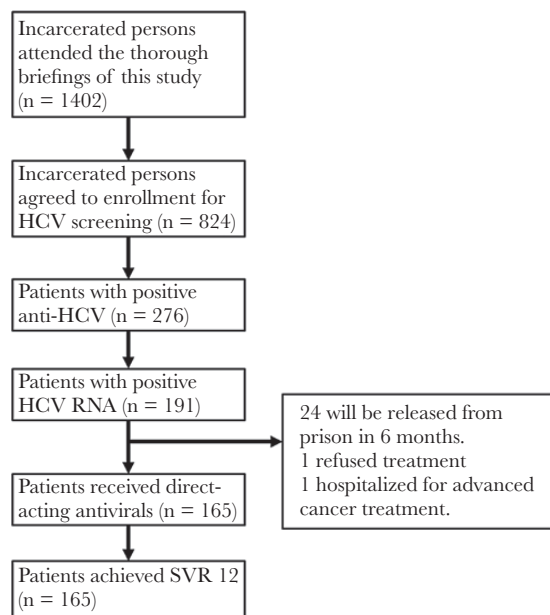 Incarcerated persons
attended the thorough
briefings of this study
(n = 1402)
Incarcerated persons
agreed to enrollment for
HCV screening (n = 824)
Patients with positive
anti-HCV (n = 276)
Patients with positive
HCV RNA (n = 191)
24 will be released from
prison in 6 months.
1 refused treatment
1 hospitalized for advanced
cancer treatment.
Patients received direct-
acting antivirals (n = 165)
Patients achieved SVR 12
(n = 165)